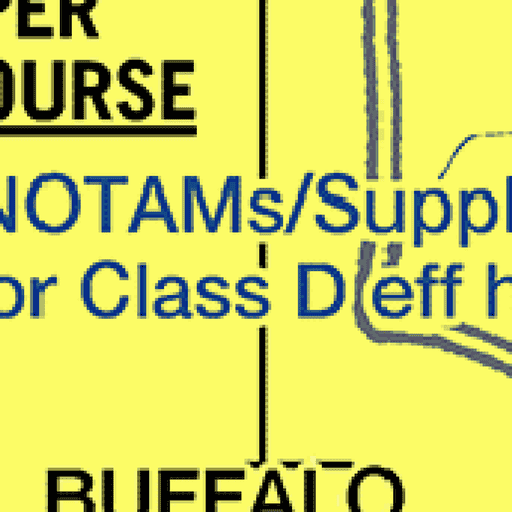 PER
OURSE
NOTAMs/Suppl
or Class D eff h
BUFFALO